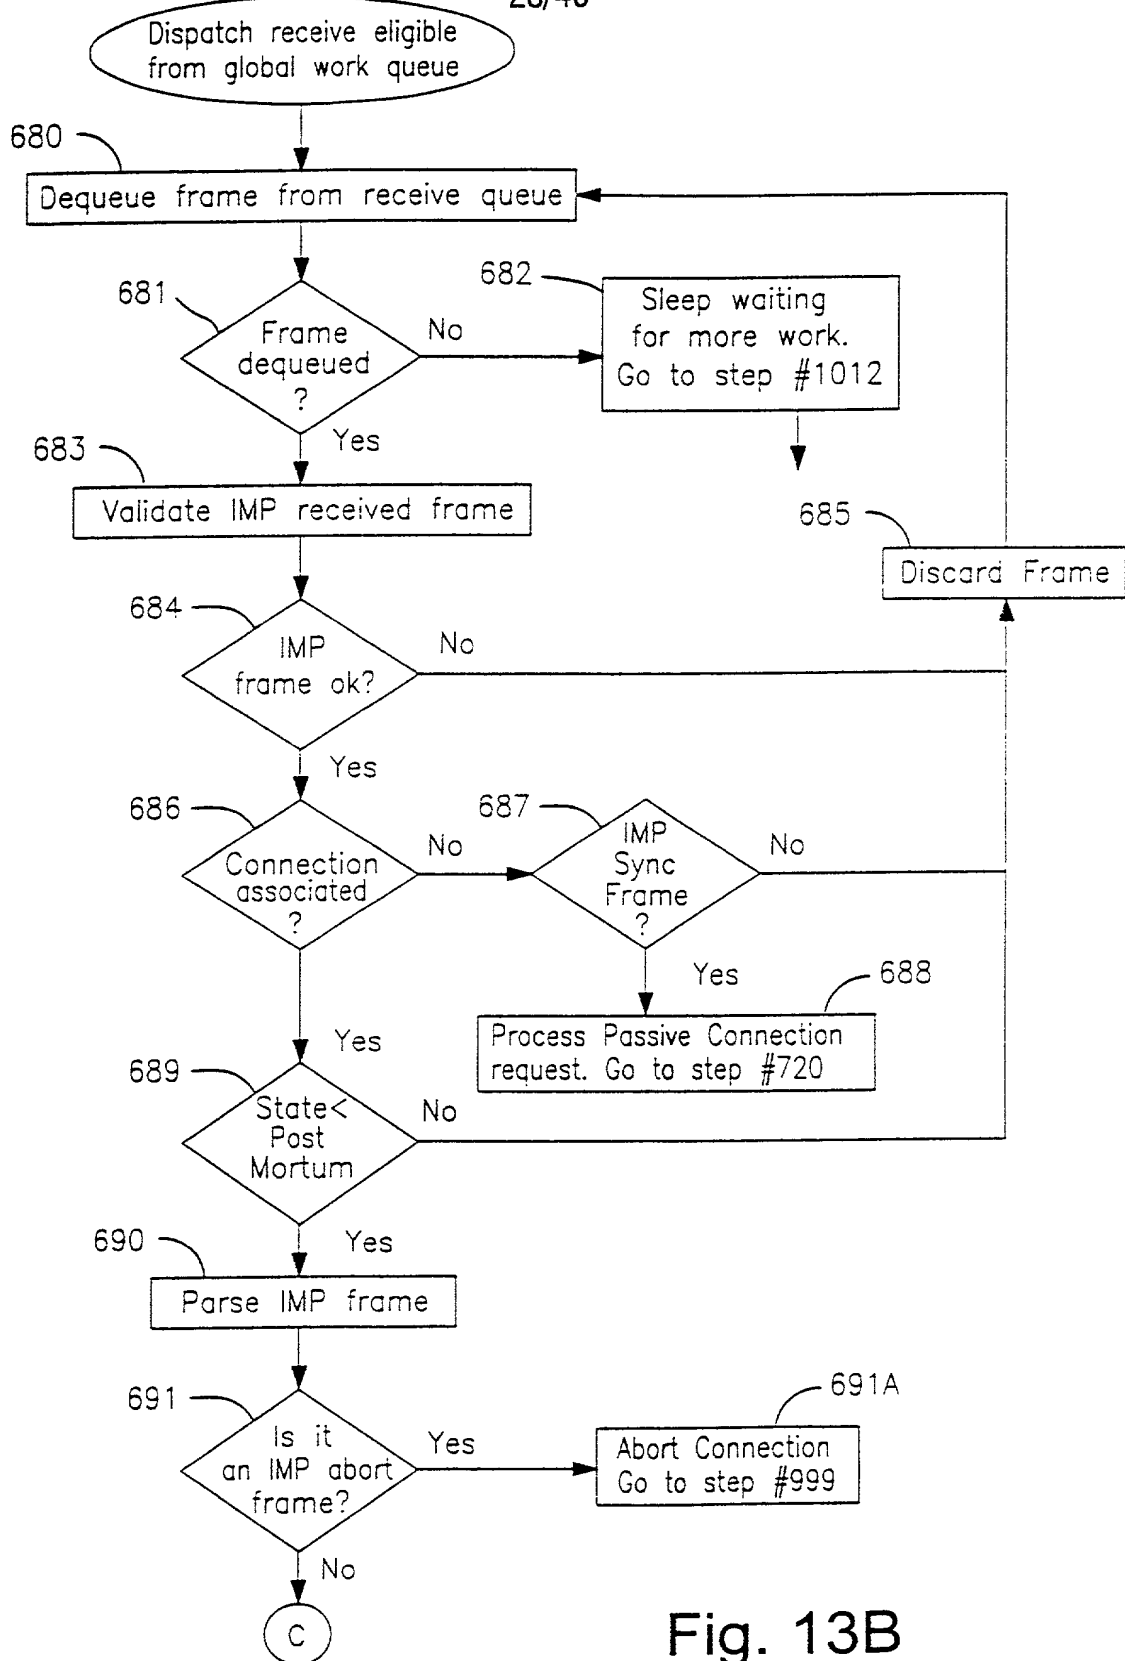 Dispatch receive eligible
from global work queue
680
Dequeue frame from receive queue
681
Frame
dequeued
?
No
682
Sleep waiting
for more work.
Go to step #1012
Yes
683
Validate IMP received frame
685
Discard Frame
684
IMP
frame ok?
No
Yes
686
Connection
associated
?
No
687
IMP
Sync
Frame
?
No
Yes
688
Process Passive Connection
request. Go to step #720
Yes
689
State<
Post
Mortum
No
Yes
690
Parse IMP frame
691
Is it
an IMP abort
frame?
Yes
691A
Abort Connection
Go to step #999
No
C
Fig. 13B